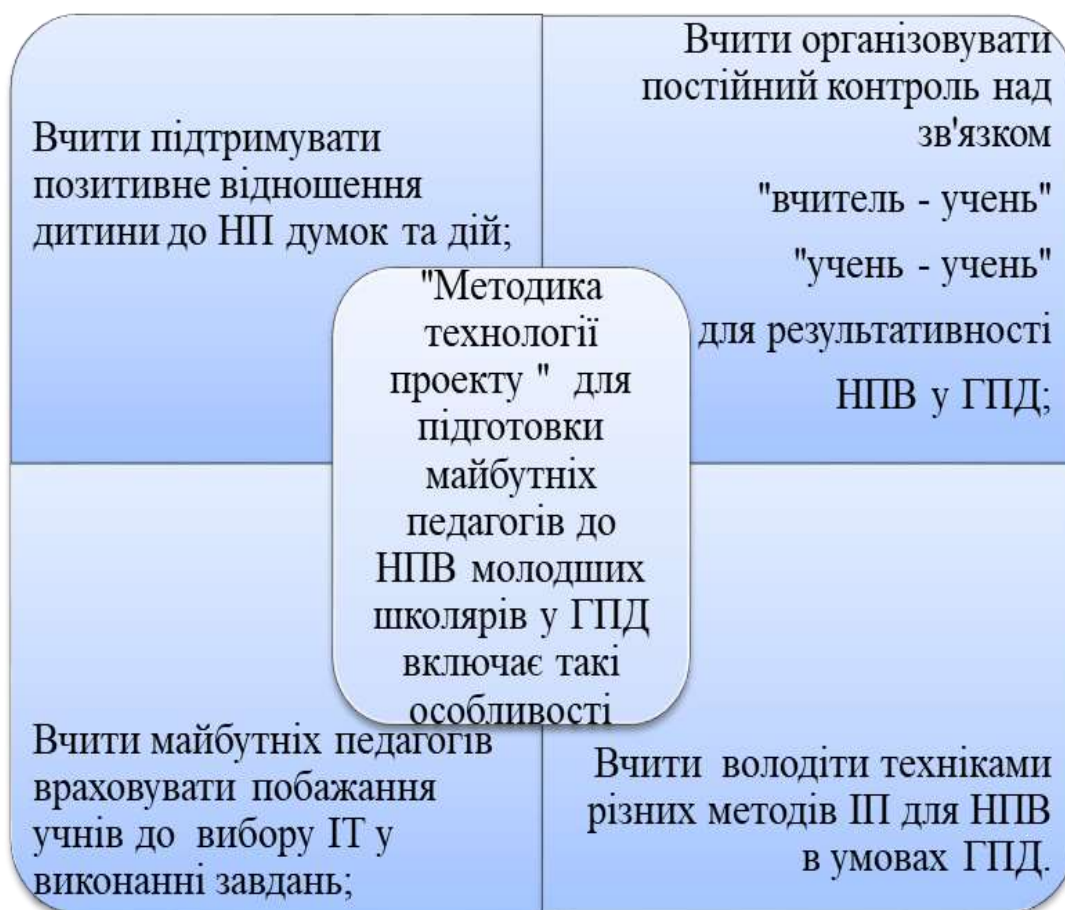 Вчити підтримувати
позитивне відношення
дитини до НП думок та дій;
Вчити організовувати
постійний контроль над
зв'язком
"вчитель - учень"
"учень - учень"
для результативності
НПВ у ГПД;
"Методика
технології
проекту " для
підготовки
майбутніх
педагогів до
НПВ молодших
школярів у ГПД
включає такі
особливості
Вчити майбутніх педагогів
враховувати побажання
учнів до вибору ІТ у
виконанні завдань;
Вчити володіти техніками
різних методів ІП для НПВ
в умовах ГПД.